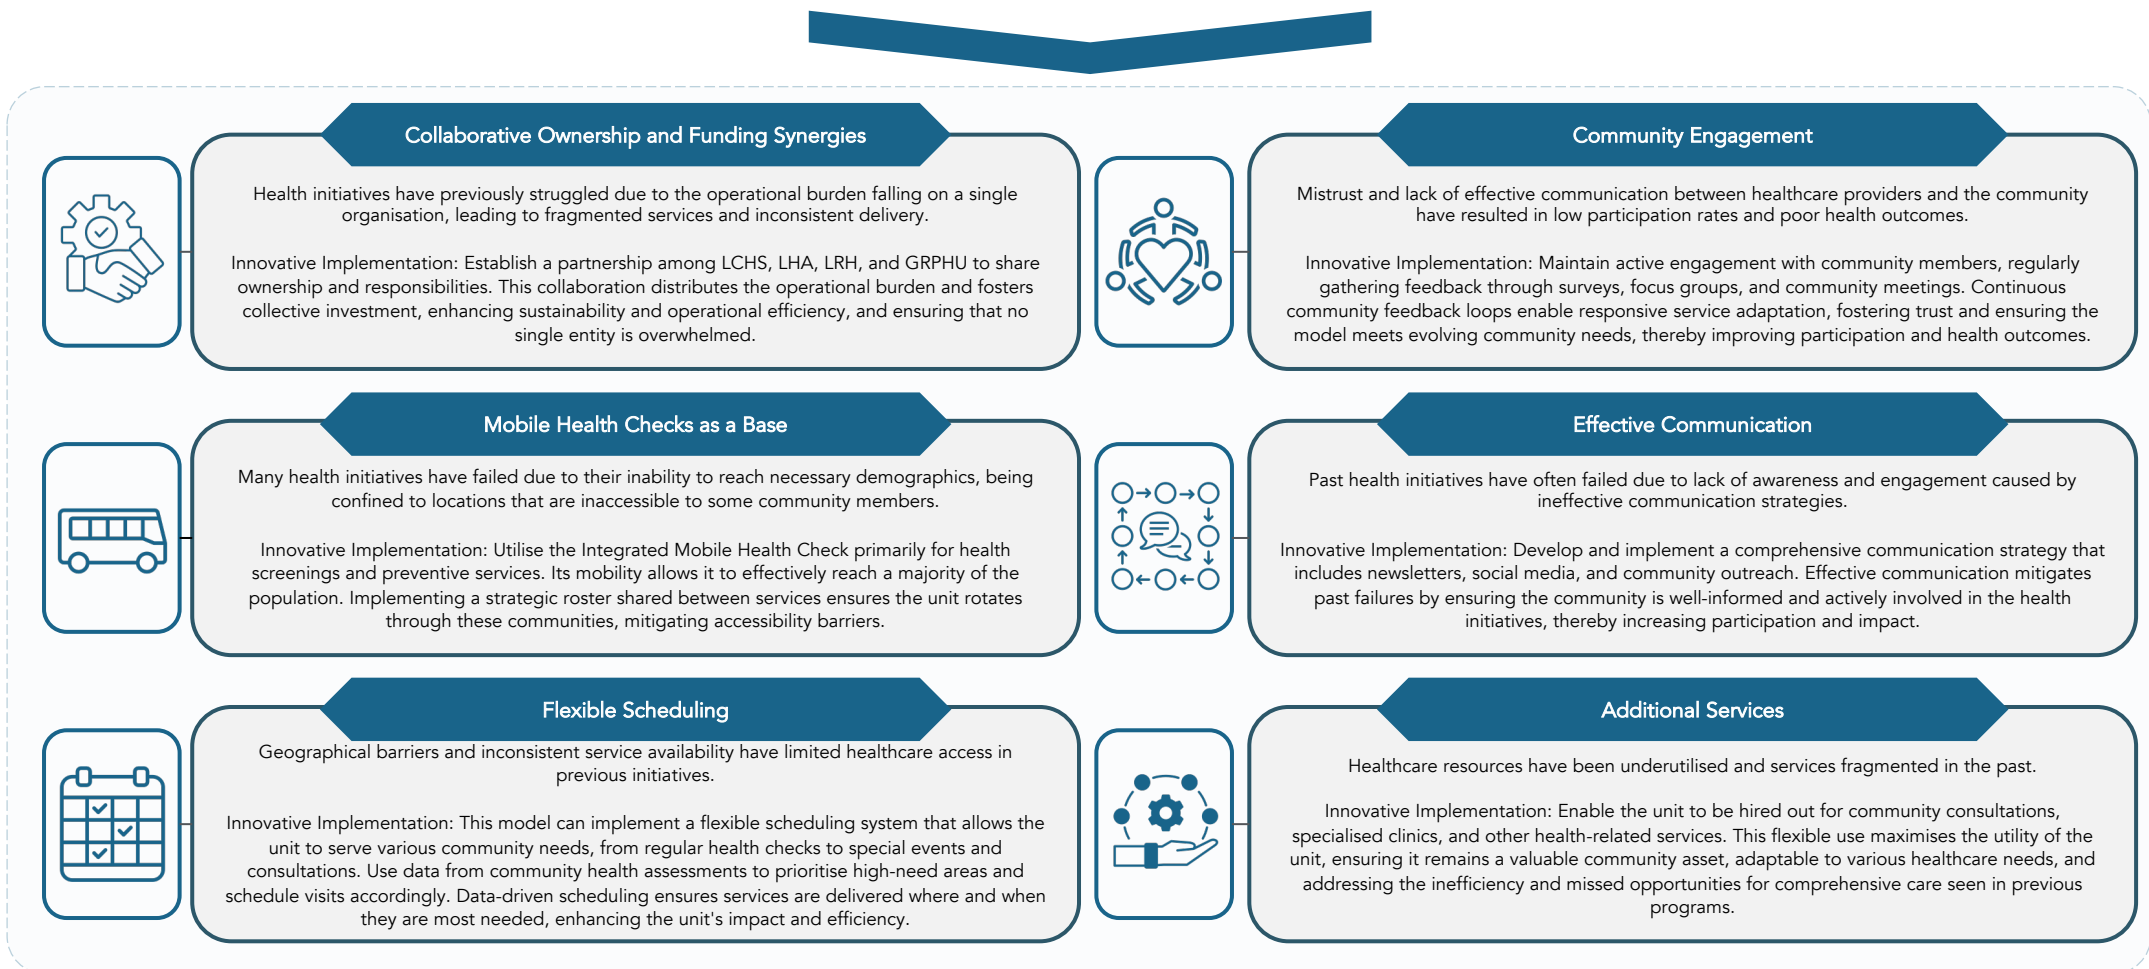 Collaborative Ownership and Funding Synergies
Health initiatives have previously struggled due to the operational burden falling on a single
organisation, leading to fragmented services and inconsistent delivery.
Innovative Implementation: Establish a partnership among LCHS, LHA, LRH, and GRPHU to share
ownership and responsibilities. This collaboration distributes the operational burden and fosters
collective investment, enhancing sustainability and operational efficiency, and ensuring that no
single entity is overwhelmed.
Community Engagement
Mistrust and lack of effective communication between healthcare providers and the community
have resulted in low participation rates and poor health outcomes.
Innovative Implementation: Maintain active engagement with community members, regularly
gathering feedback through surveys, focus groups, and community meetings. Continuous
community feedback loops enable responsive service adaptation, fostering trust and ensuring the
model meets evolving community needs, thereby improving participation and health outcomes.
Mobile Health Checks as a Base
Many health initiatives have failed due to their inability to reach necessary demographics, being
confined to locations that are inaccessible to some community members.
Innovative Implementation: Utilise the Integrated Mobile Health Check primarily for health
screenings and preventive services. Its mobility allows it to effectively reach a majority of the
population. Implementing a strategic roster shared between services ensures the unit rotates
through these communities, mitigating accessibility barriers.
Effective Communication
Past health initiatives have often failed due to lack of awareness and engagement caused by
ineffective communication strategies.
Innovative Implementation: Develop and implement a comprehensive communication strategy that
includes newsletters, social media, and community outreach. Effective communication mitigates
past failures by ensuring the community is well-informed and actively involved in the health
initiatives, thereby increasing participation and impact.
Flexible Scheduling
Geographical barriers and inconsistent service availability have limited healthcare access in
previous initiatives.
Innovative Implementation: This model can implement a flexible scheduling system that allows the
unit to serve various community needs, from regular health checks to special events and
consultations. Use data from community health assessments to prioritise high-need areas and
schedule visits accordingly. Data-driven scheduling ensures services are delivered where and when
they are most needed, enhancing the unit's impact and efficiency.
Additional Services
Healthcare resources have been underutilised and services fragmented in the past.
Innovative Implementation: Enable the unit to be hired out for community consultations,
specialised clinics, and other health-related services. This flexible use maximises the utility of the
unit, ensuring it remains a valuable community asset, adaptable to various healthcare needs, and
addressing the inefficiency and missed opportunities for comprehensive care seen in previous
programs.